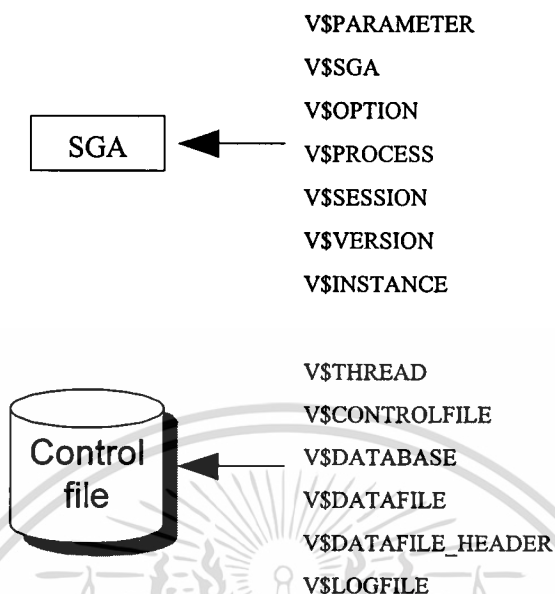 V$PARAMETER
V$SGA
V$OPTION
SGA
V$PROCESS
V$SESSION
V$VERSION
V$INSTANCE
V$THREAD
V$CONTROLFILE
Control
file
V$DATABASE
V$DATAFILE
V$DATAFILE_HEADER
V$LOGFILE